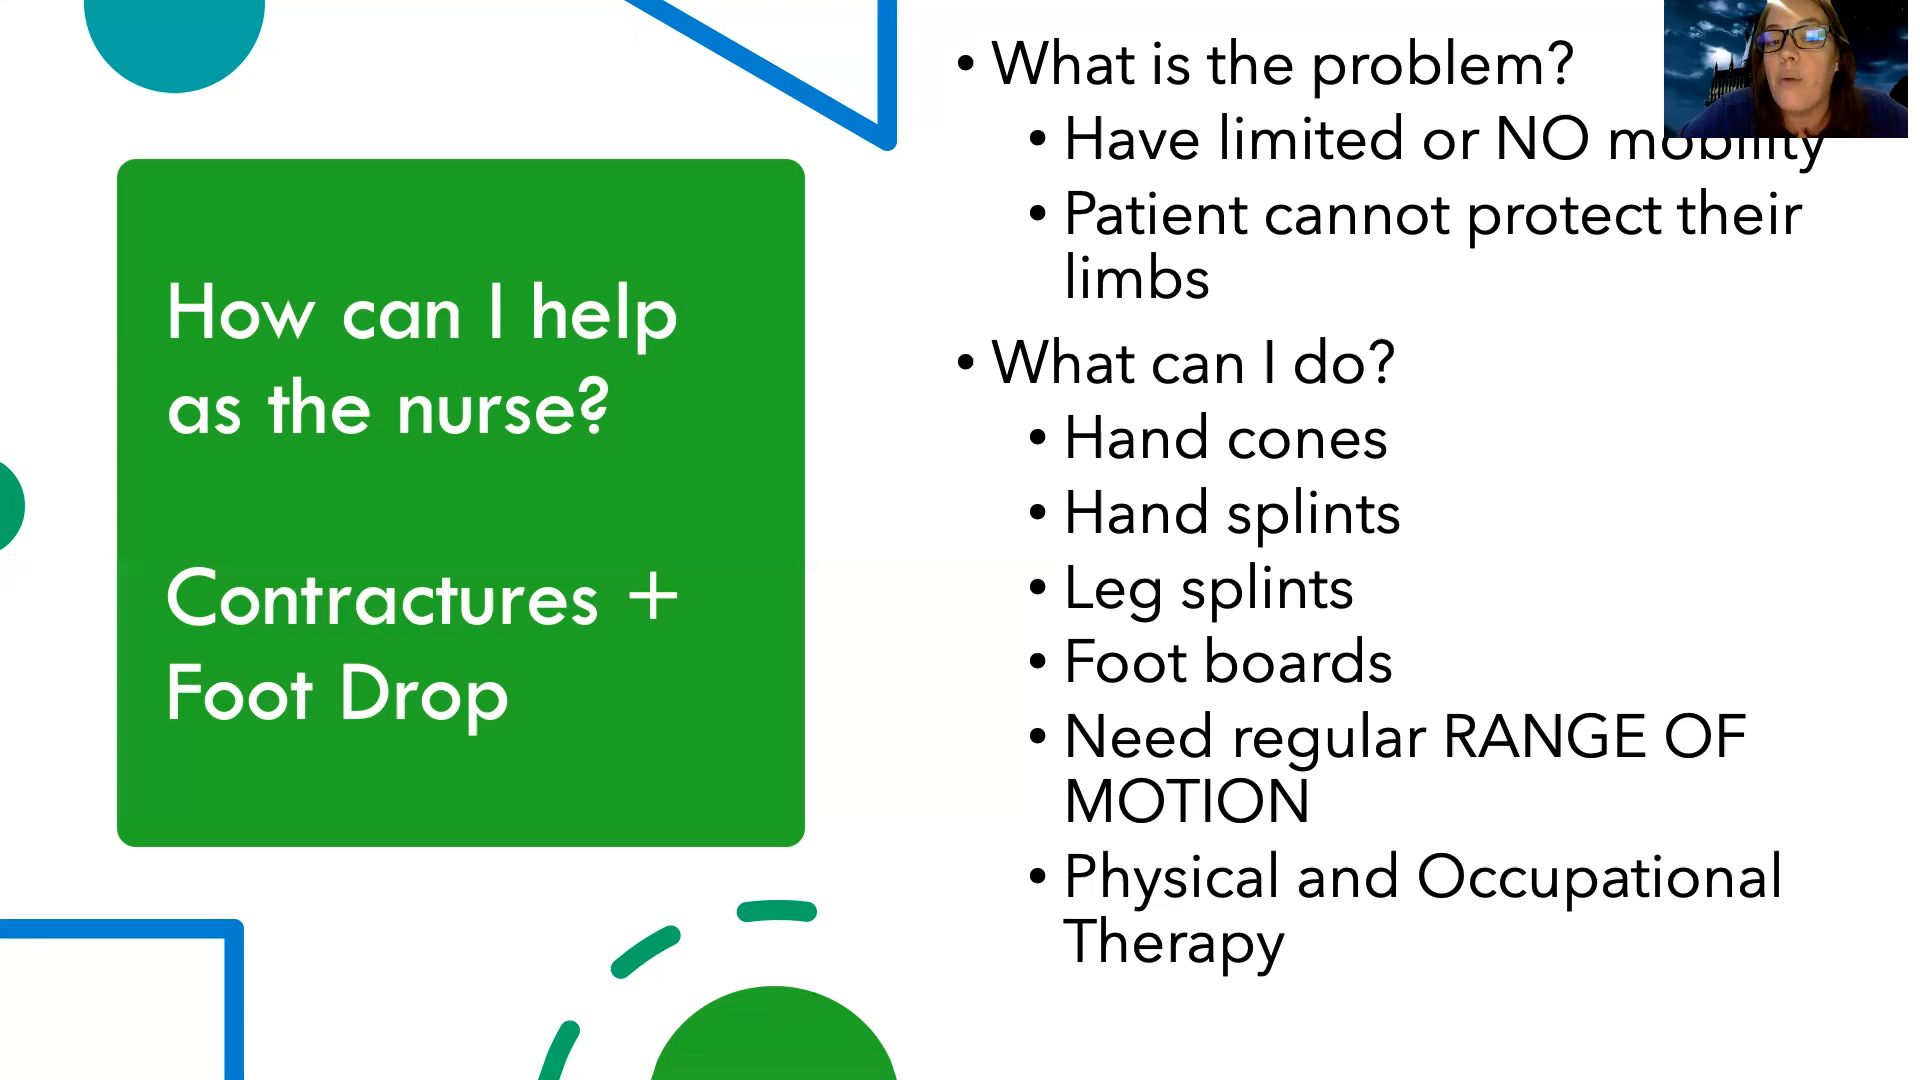 How can I help
as the nurse?
Contractures +
Foot Drop
• What is the problem?
• Have limited or NO mobility
• Patient cannot protect their
limbs
• What can I do?
• Hand cones
• Hand splints
• Leg splints
• Foot boards
• Need regular RANGE OF
MOTION
• Physical and Occupational
Therapy